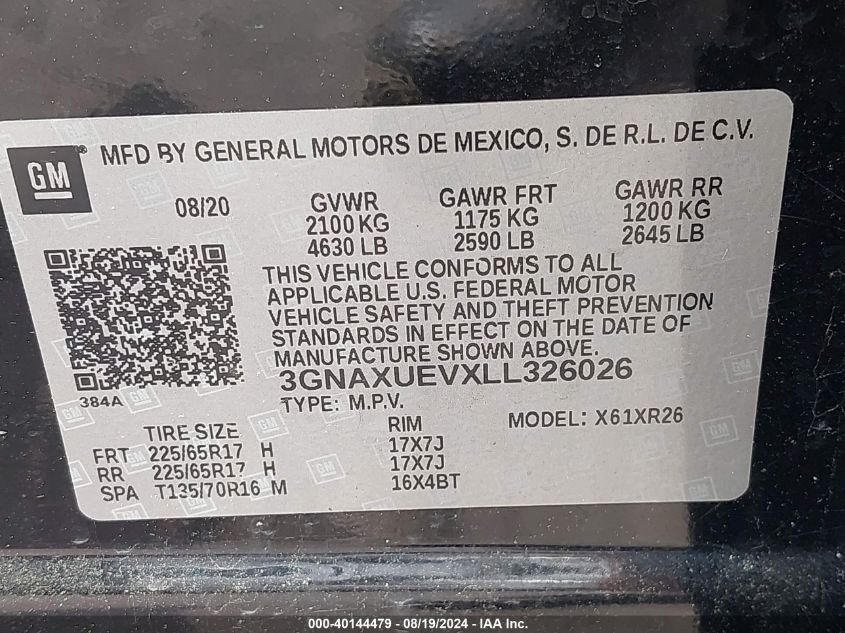 GM ® MFD BY GENERAL MOTORS DE MEXICO, S. DE R.L. DE C.V.
08/20 GVWR GAWR FRT GAWR RR
2100 KG 1175 KG 1200 KG
4630 LB 2590 LB 2645 LB
THIS VEHICLE CONFORMS TO ALL
APPLICABLE U.S. FEDERAL MOTOR
VEHICLE SAFETY AND THEFT PREVENTION
STANDARDS IN EFFECT ON THE DATE OF
MANUFACTURE SHOWN ABOVE.
3GNAXUEVXLL326026
384A TYPE: M.P.V. MODEL: X61XR26
TIRE SIZE RIM
FRT 225/65R17 H 17X7J
RR 225/65R17 H 17X7J
SPA T135/70R16 M 16X4BT
000-40144479 - 08/19/2024 - IAA Inc.